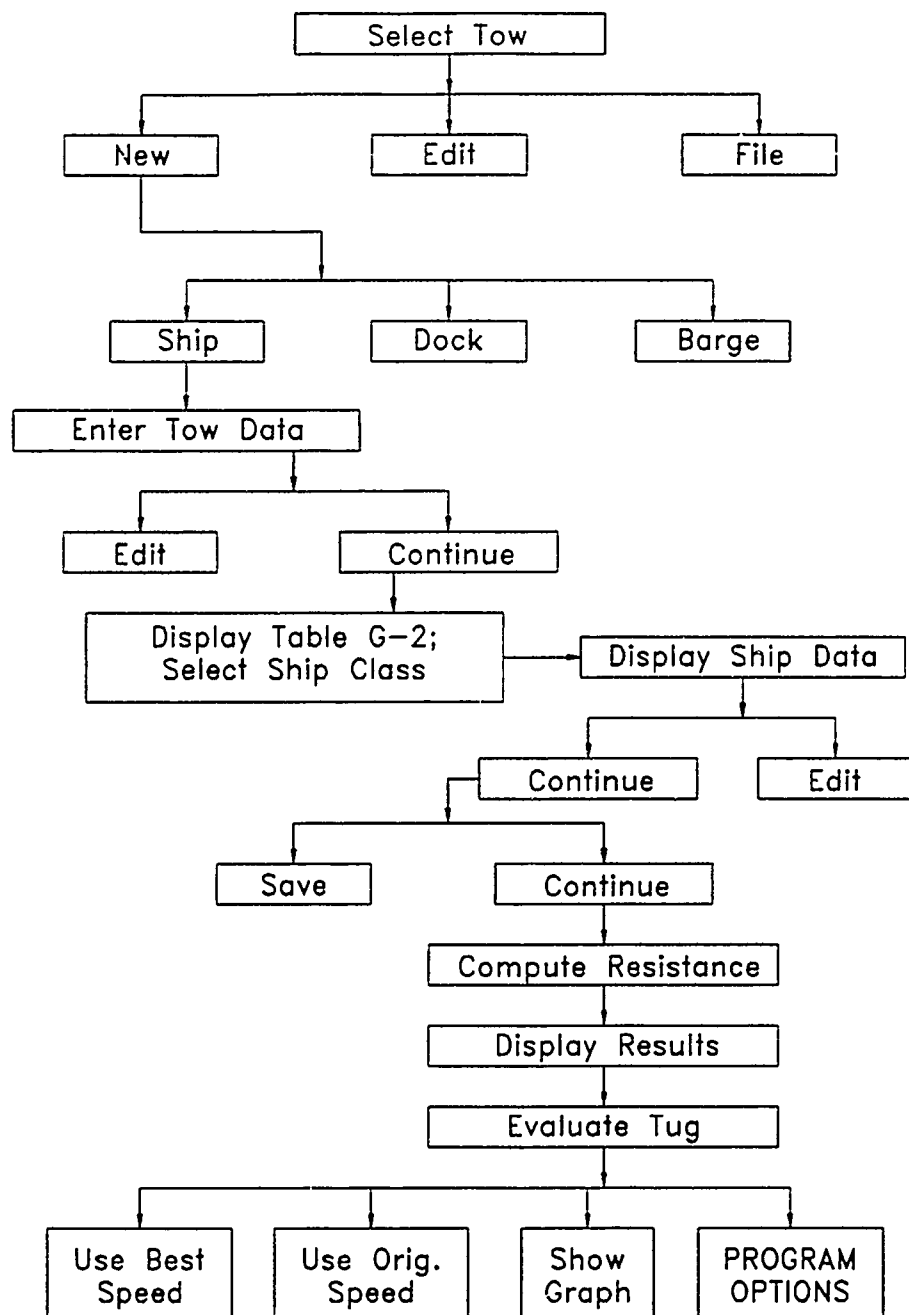 Select Tow
New
Edit
File
Ship
Dock
Barge
Enter Tow Data
Edit
Continue
Display Table G-2;
Select Ship Class
Display Ship Data
Continue
Edit
Save
Continue
Compute Resistance
Display Results
Evaluate Tug
Use Best
Speed
Use Orig.
Speed
Show
Graph
PROGRAM
OPTIONS